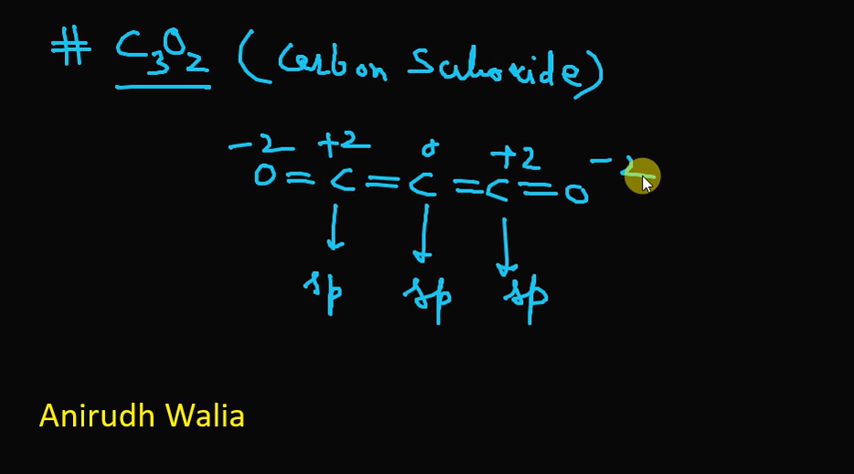 # C₃O₂ (Carbon Suboxide)
-2 +2 0 +2 -2
O = C = C = C = O
↓ ↓ ↓
sp sp sp
Anirudh Walia